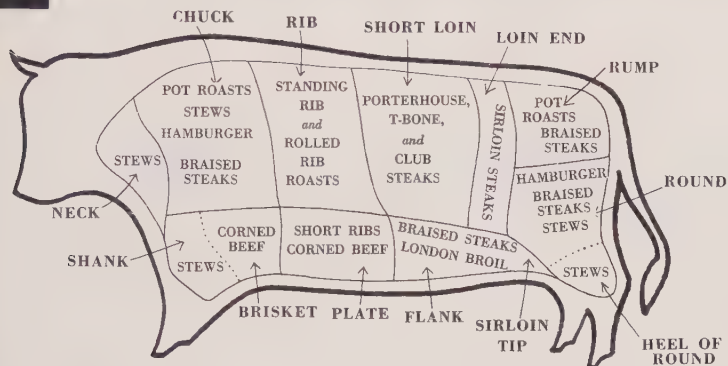 CHUCK
RIB
SHORT LOIN
LOIN END
RUMP
POT ROASTS
STEWS
HAMBURGER
BRAISED
STEAKS
STANDING
RIB
and
ROLLED
RIB
ROASTS
PORTERHOUSE,
T-BONE,
and
CLUB
STEAKS
SIRLOIN STEAKS
POT
ROASTS
BRAISED
STEAKS
HAMBURGER
BRAISED
STEAKS
STEWS
ROUND
STEWS
NECK
SHANK
STEWS
CORNED
BEEF
SHORT RIBS
CORNED BEEF
BRAISED STEAKS
LONDON BROIL
STEWS
BRISKET
PLATE
FLANK
SIRLOIN
TIP
HEEL OF
ROUND